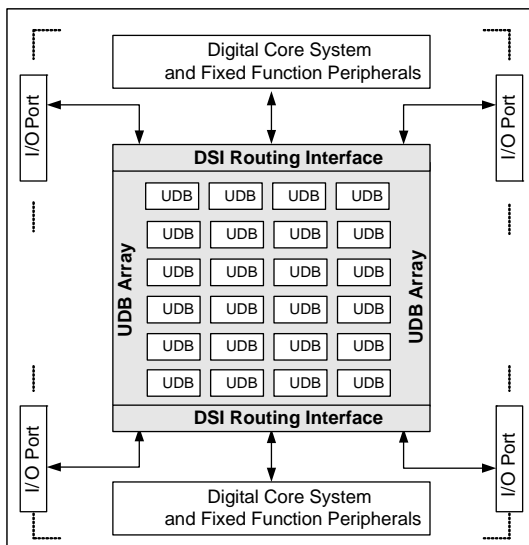 Digital Core System
and Fixed Function Peripherals
I/O Port
I/O Port
DSI Routing Interface
UDB Array
UDB Array
UDB UDB UDB UDB
UDB UDB UDB UDB
UDB UDB UDB UDB
UDB UDB UDB UDB
UDB UDB UDB UDB
UDB UDB UDB UDB
DSI Routing Interface
I/O Port
I/O Port
Digital Core System
and Fixed Function Peripherals